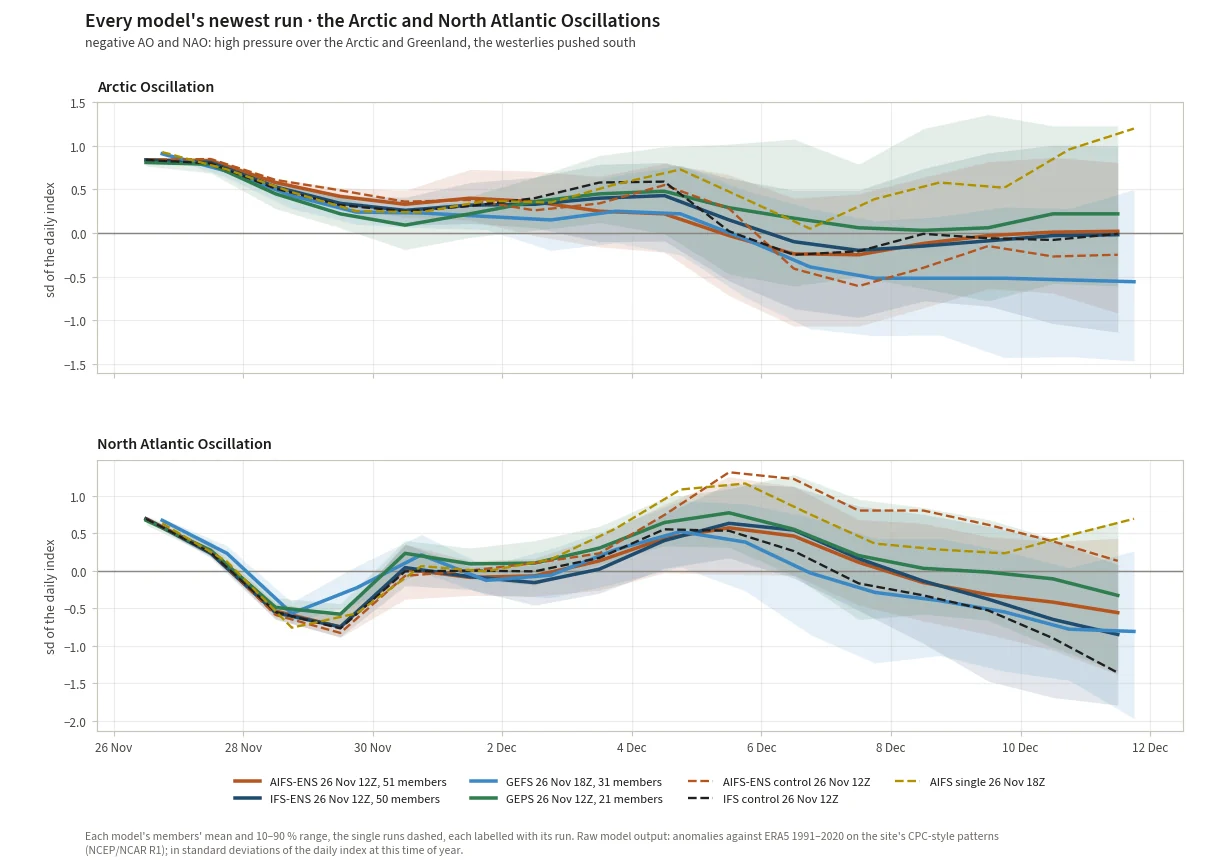 Every model's newest run · the Arctic and North Atlantic Oscillations
negative AO and NAO: high pressure over the Arctic and Greenland, the westerlies pushed south
Arctic Oscillation
1.5
1.0
0.5
0.0
−0.5
−1.0
−1.5
sd of the daily index
North Atlantic Oscillation
1.0
0.5
0.0
−0.5
−1.0
−1.5
−2.0
sd of the daily index
26 Nov 28 Nov 30 Nov 2 Dec 4 Dec 6 Dec 8 Dec 10 Dec 12 Dec
AIFS-ENS 26 Nov 12Z, 51 members GEFS 26 Nov 18Z, 31 members AIFS-ENS control 26 Nov 12Z AIFS single 26 Nov 18Z
IFS-ENS 26 Nov 12Z, 50 members GEPS 26 Nov 12Z, 21 members IFS control 26 Nov 12Z
Each model's members' mean and 10–90 % range, the single runs dashed, each labelled with its run. Raw model output: anomalies against ERA5 1991–2020 on the site's CPC-style patterns
(NCEP/NCAR R1); in standard deviations of the daily index at this time of year.